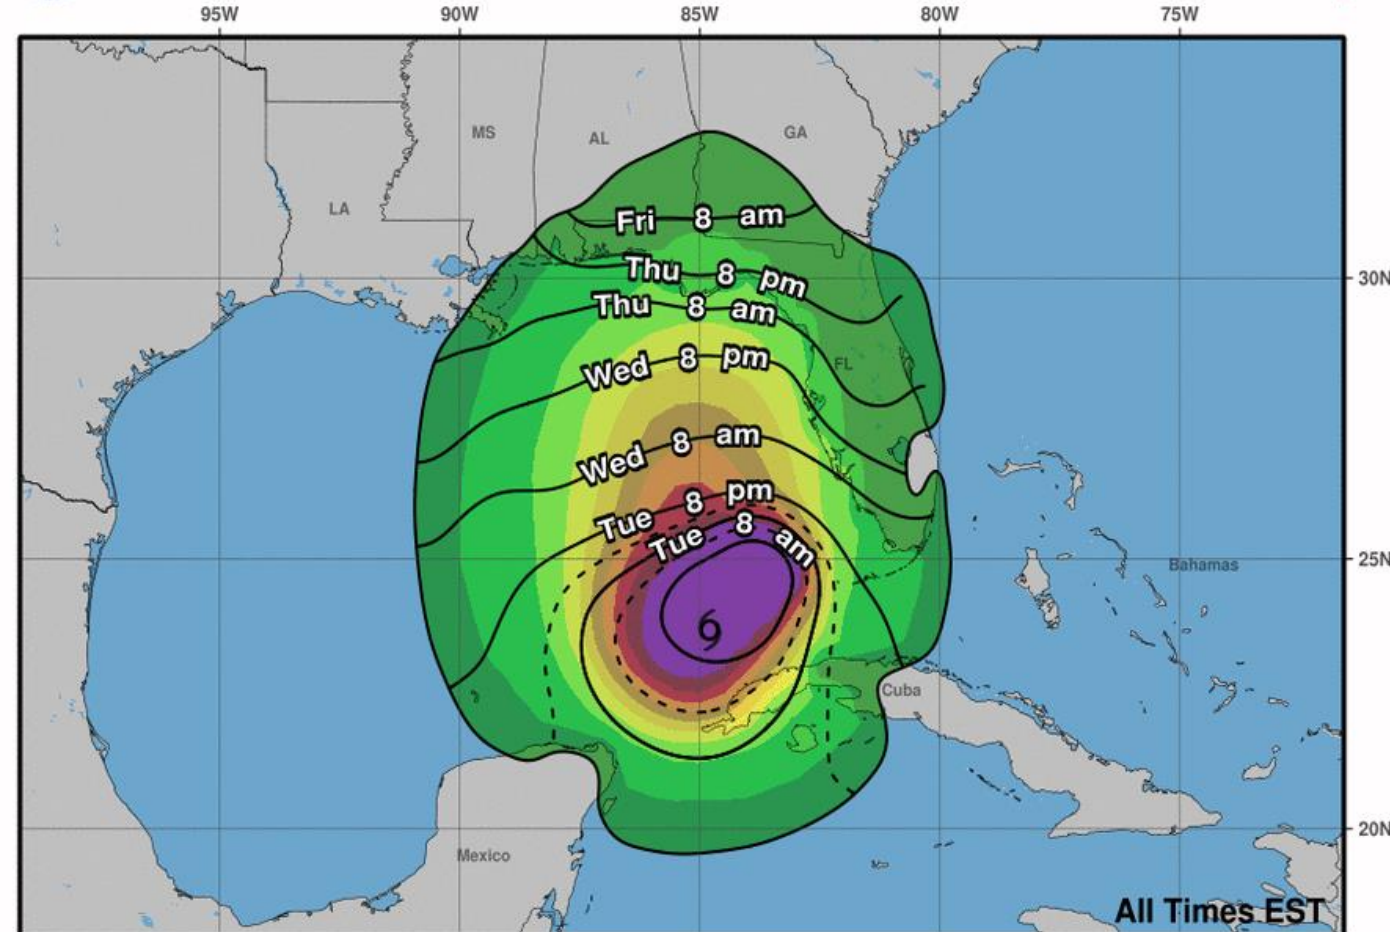 95W 90W 85W 80W 75W
MS AL GA
LA
Fri 8 am
Thu 8 pm
30N
Thu 8 am
Wed 8 pm
FL
Wed 8 am
Tue 8 pm
Tue 8 am
25N
Bahamas
Cuba
20N
Mexico
All Times EST